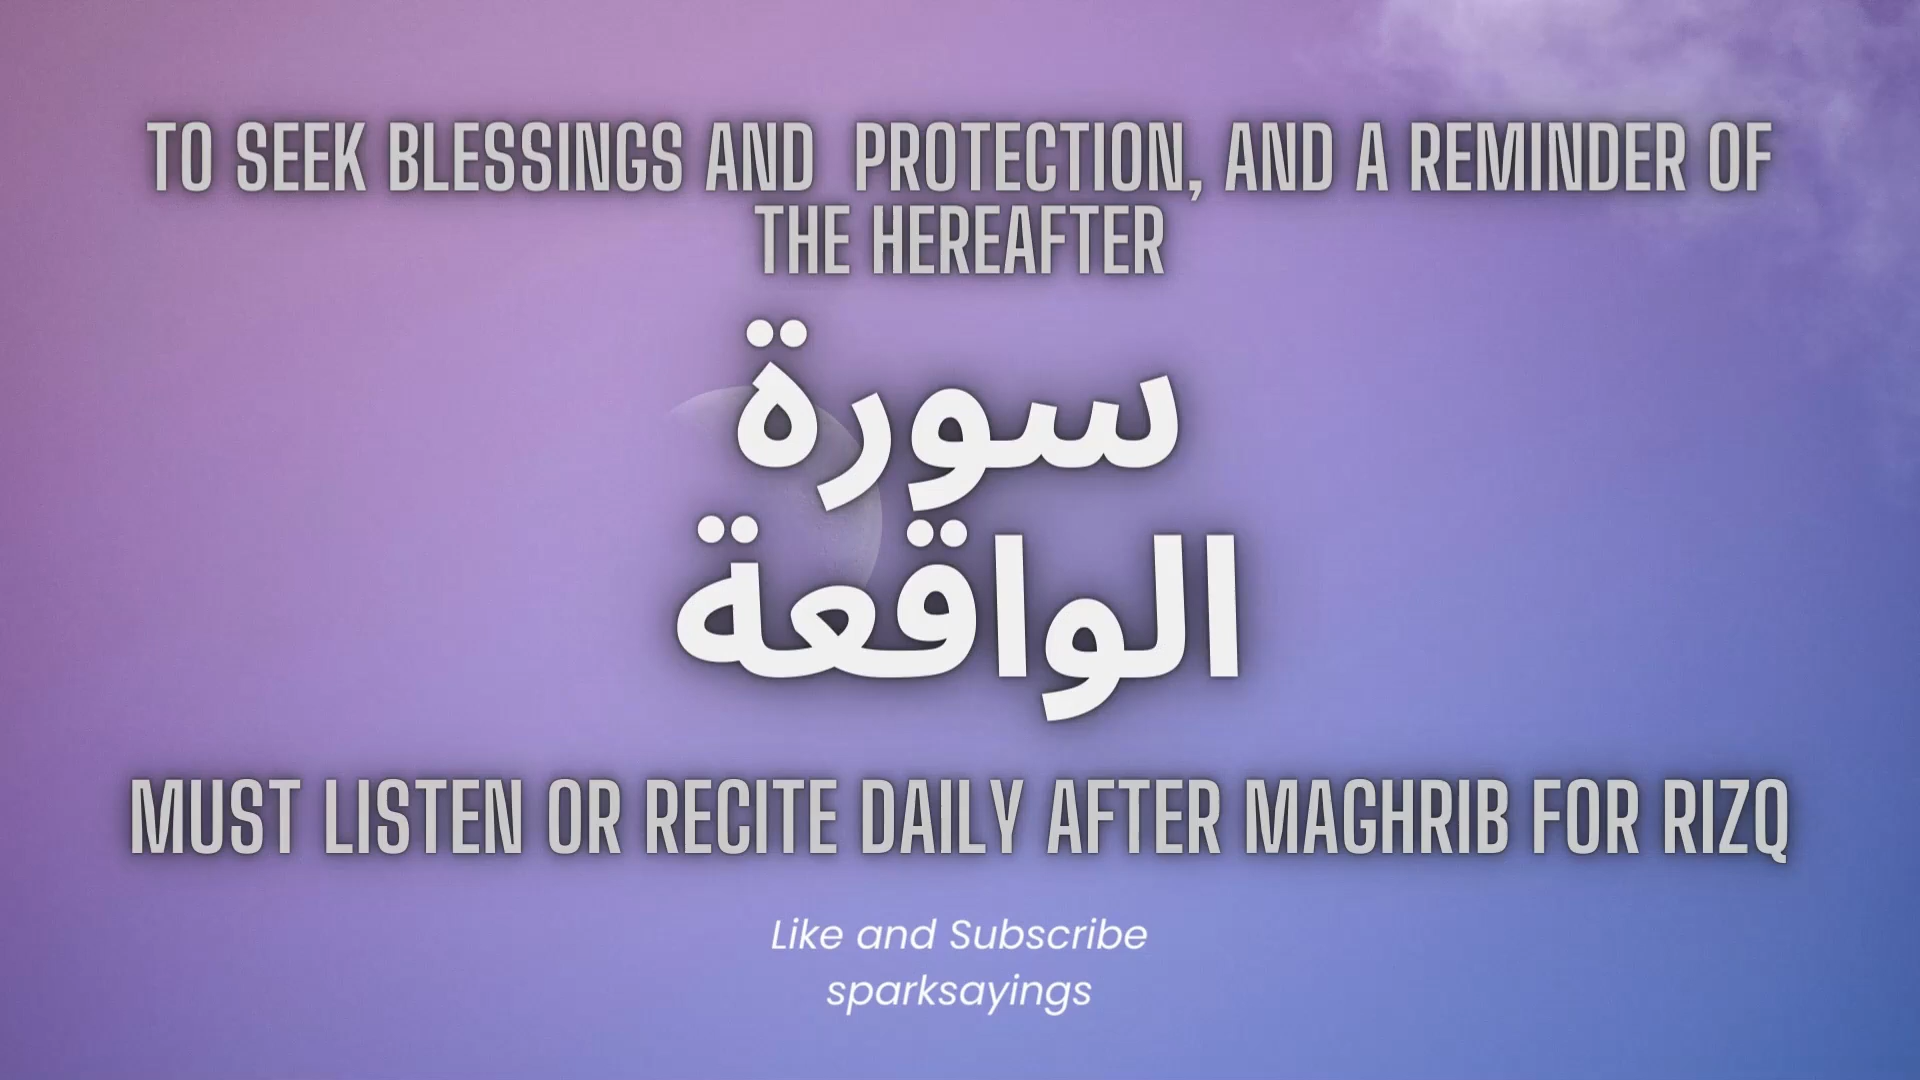 TO SEEK BLESSINGS AND PROTECTION, AND A REMINDER OF
THE HEREAFTER
سورة
الواقعة
MUST LISTEN OR RECITE DAILY AFTER MAGHRIB FOR RIZQ
Like and Subscribe
sparksayings